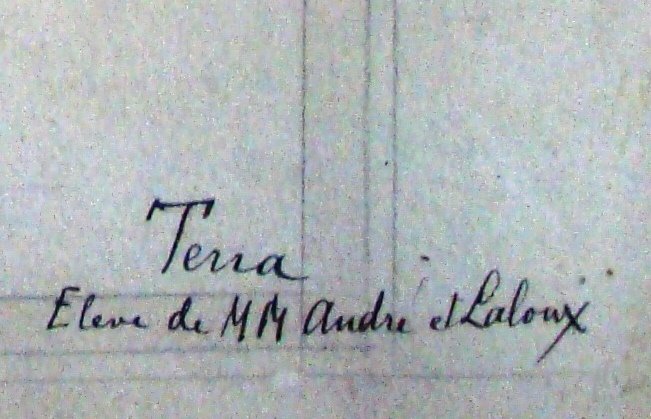 Terra
Eleve de MM André et Laloux